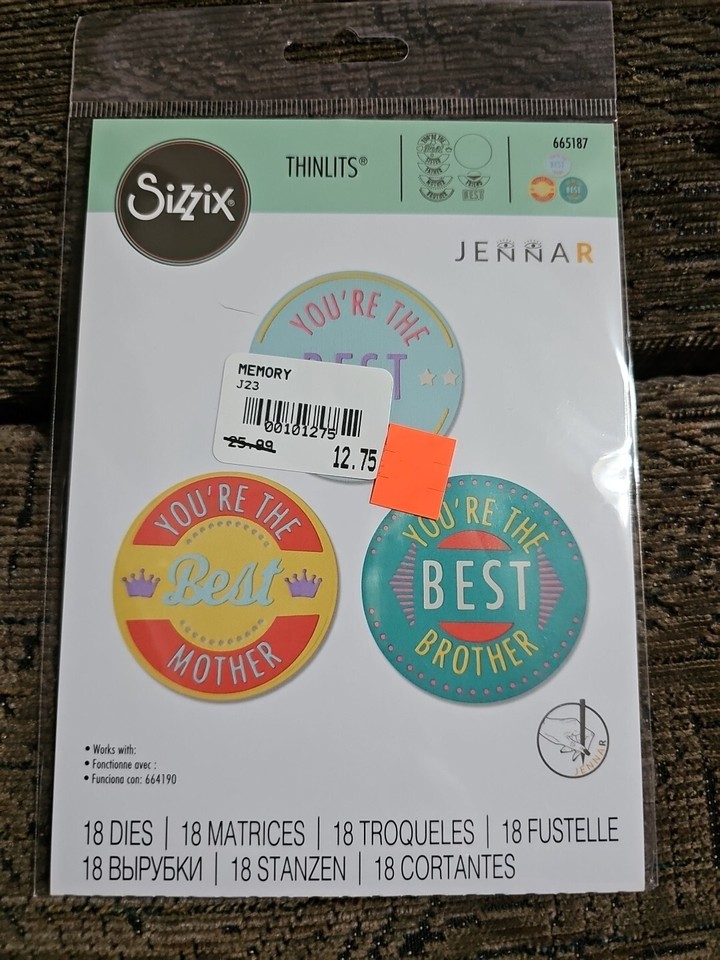 Sizzix®
THINLITS®
665187
JENNAR
YOU'RE THE
BEST
MEMORY
J23
00101275
25.99
12.75
YOU'RE THE
Best
MOTHER
YOU'RE THE
BEST
BROTHER
JENNAR
• Works with:
• Fonctionne avec :
• Funciona con: 664190
18 DIES | 18 MATRICES | 18 TROQUELES | 18 FUSTELLE
18 ВЫРУБКИ | 18 STANZEN | 18 CORTANTES